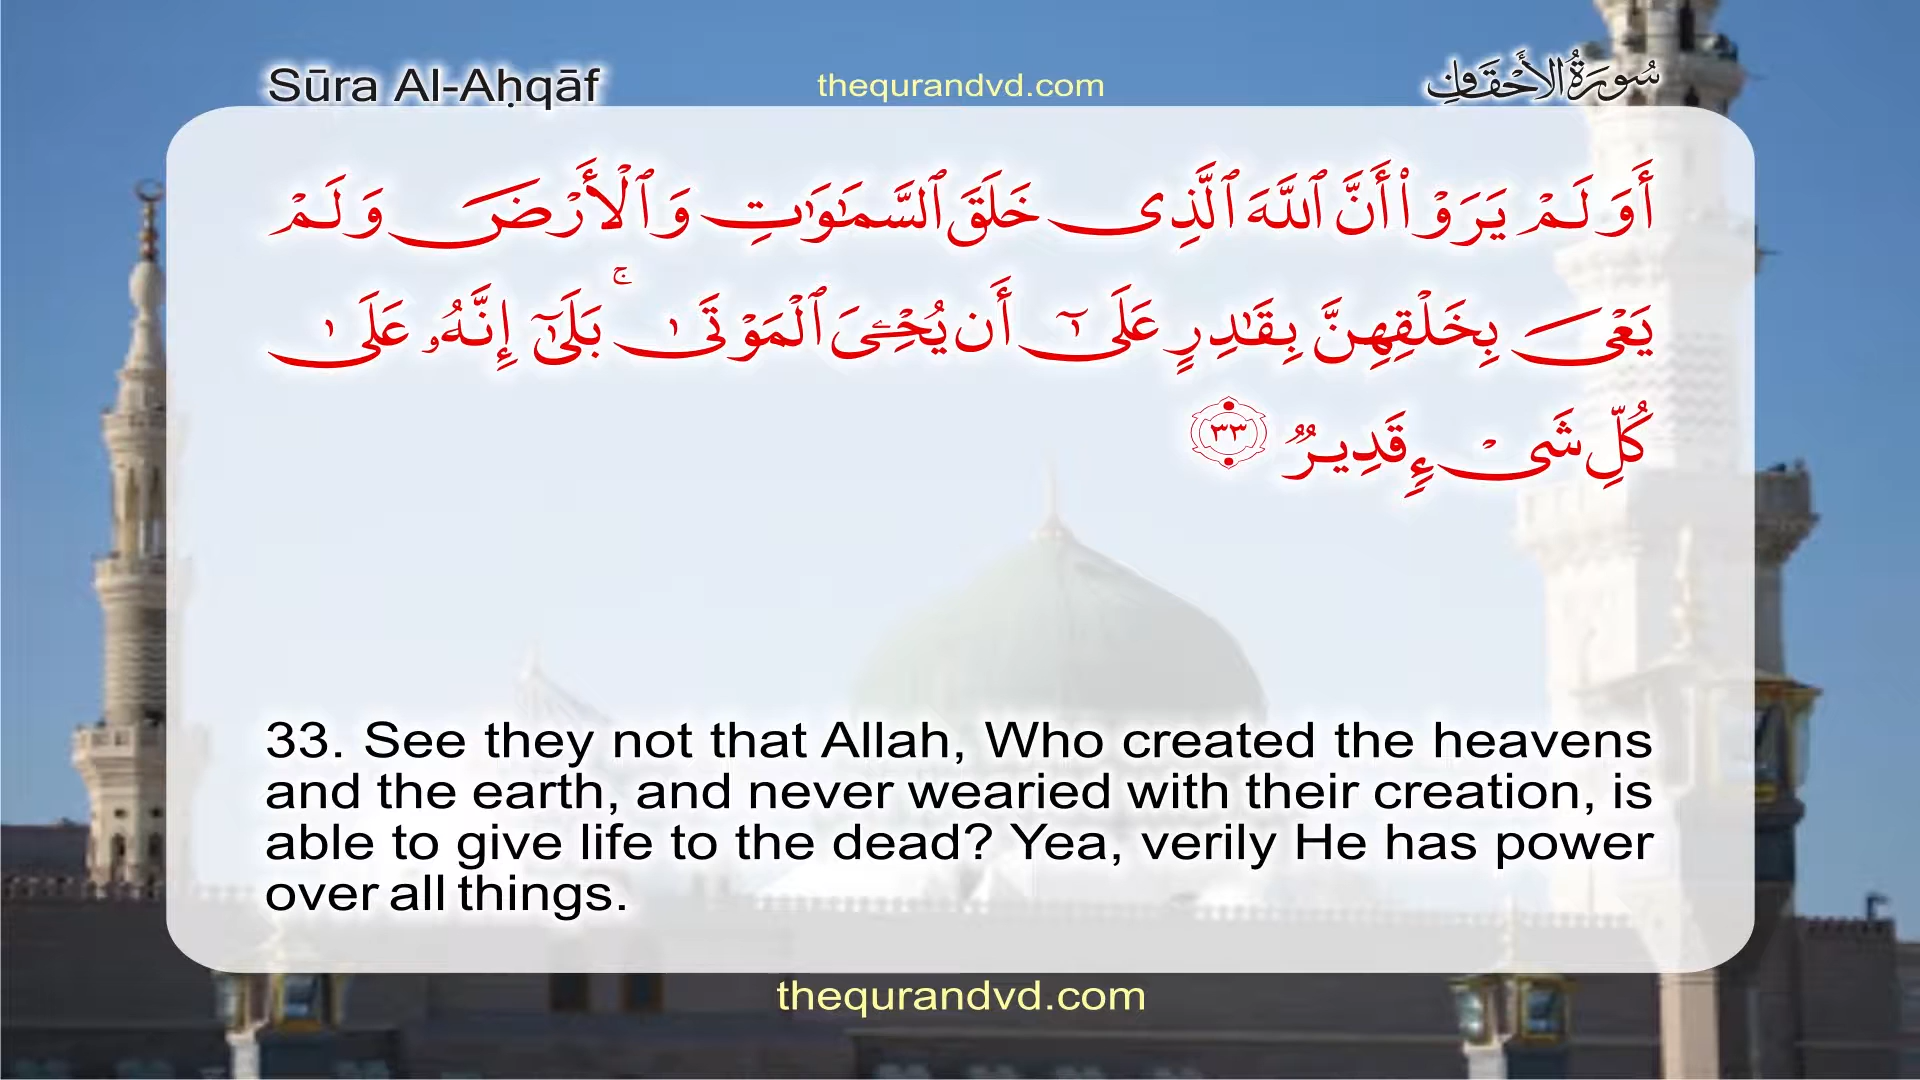 Sūra Al-Aḥqāf
thequrandvd.com
سُورَةُ الأَحْقَافِ
أَوَلَمْ يَرَوْا۟ أَنَّ ٱللَّهَ ٱلَّذِى خَلَقَ ٱلسَّمَـٰوَٰتِ وَٱلْأَرْضَ وَلَمْ
يَعْىَ بِخَلْقِهِنَّ بِقَـٰدِرٍ عَلَىٰٓ أَن يُحْـِۧىَ ٱلْمَوْتَىٰ ۚ بَلَىٰٓ إِنَّهُۥ عَلَىٰ
كُلِّ شَىْءٍ قَدِيرٌ ٣٣
33. See they not that Allah, Who created the heavens
and the earth, and never wearied with their creation, is
able to give life to the dead? Yea, verily He has power
over all things.
thequrandvd.com